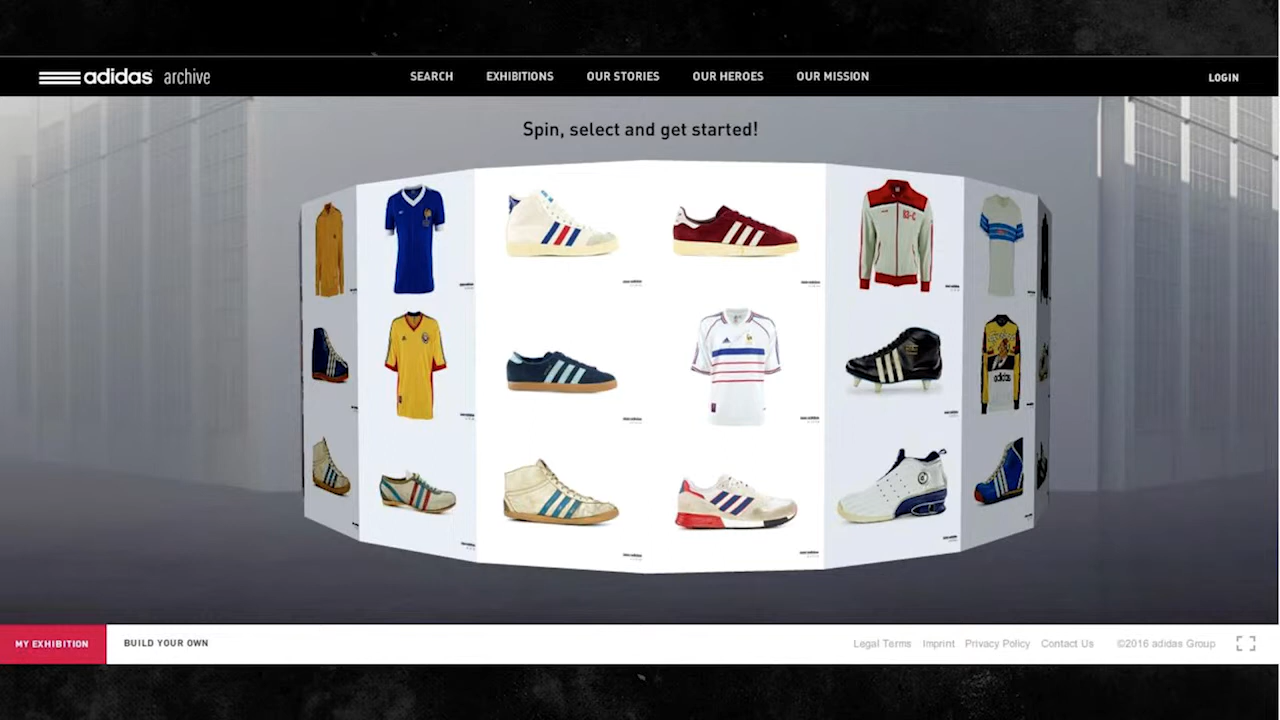 adidas archive
SEARCH EXHIBITIONS OUR STORIES OUR HEROES OUR MISSION
LOGIN
Spin, select and get started!
MY EXHIBITION
BUILD YOUR OWN
Legal Terms Imprint Privacy Policy Contact Us ©2016 adidas Group